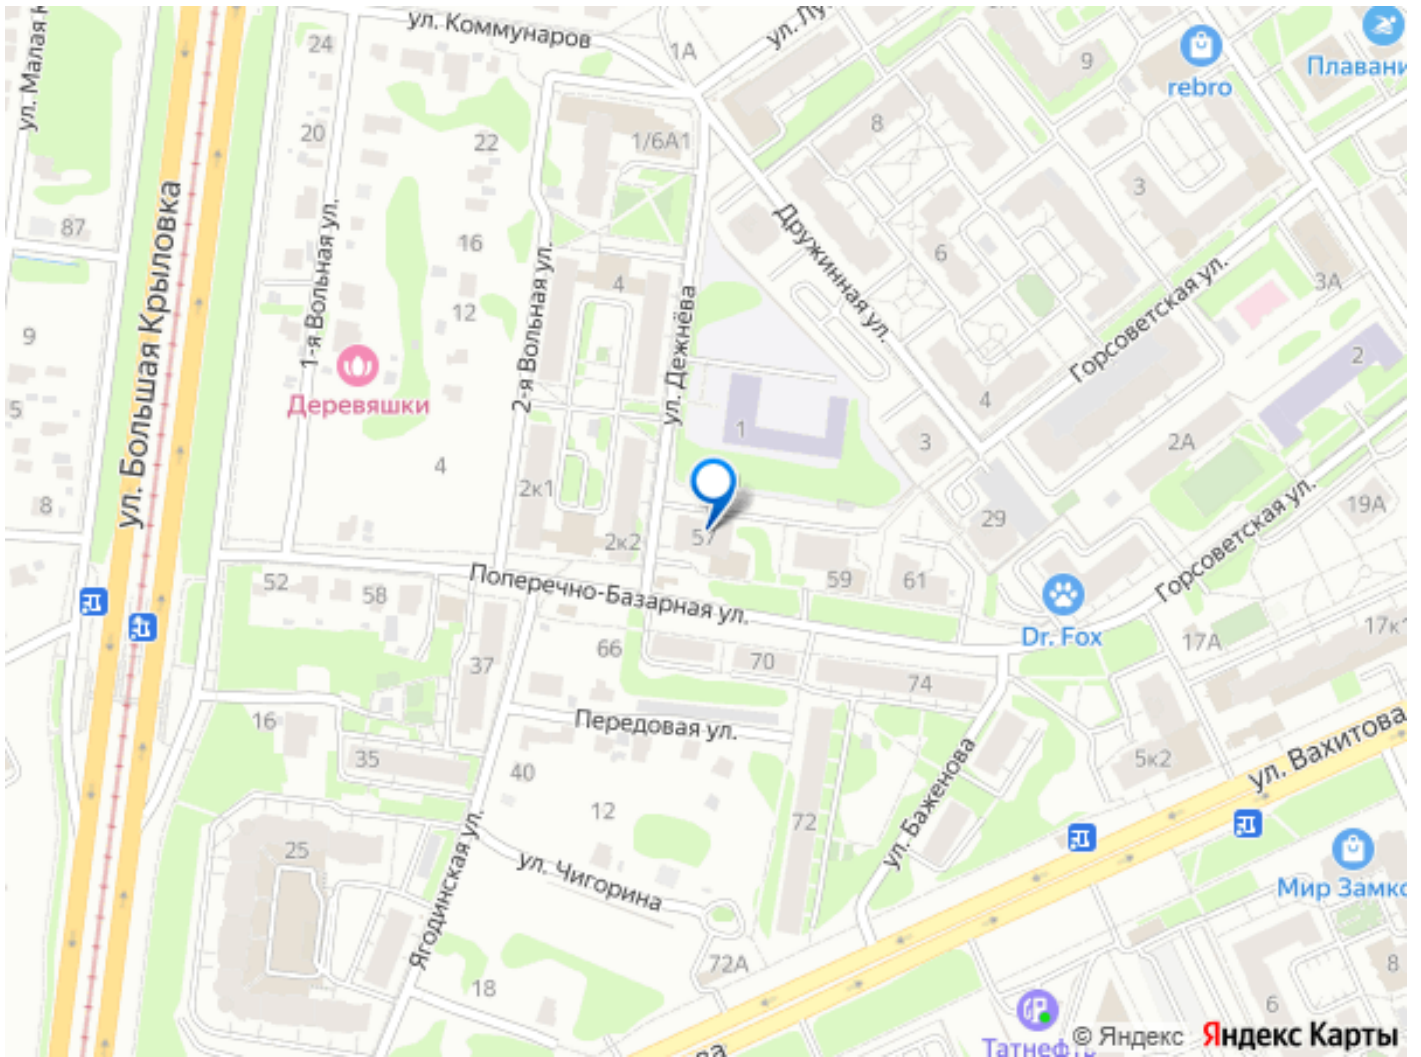 ул. Коммунаров
24
1А
9
rebro
Плавани
20
22
1/6А1
8
3
87
16
4
6
3А
ул. Большая Крыловка
1-я Вольная ул.
2-я Вольная ул.
ул. Дежнёва
Дружинная ул.
Горсоветская ул.
9
12
2
5
Деревяшки
4
1
3
4
2А
8
2к1
2к2
57
29
19А
Горсоветская ул.
52
58
Поперечно-Базарная ул.
59
61
Dr. Fox
17А
17к1
66
70
74
37
16
Передовая ул.
35
40
12
72
5к2
ул. Вахитова
ул. Баженова
25
ул. Чигорина
Ягодинская ул.
Мир Замко
72А
18
8
6
Татнефть
© Яндекс Яндекс Карты